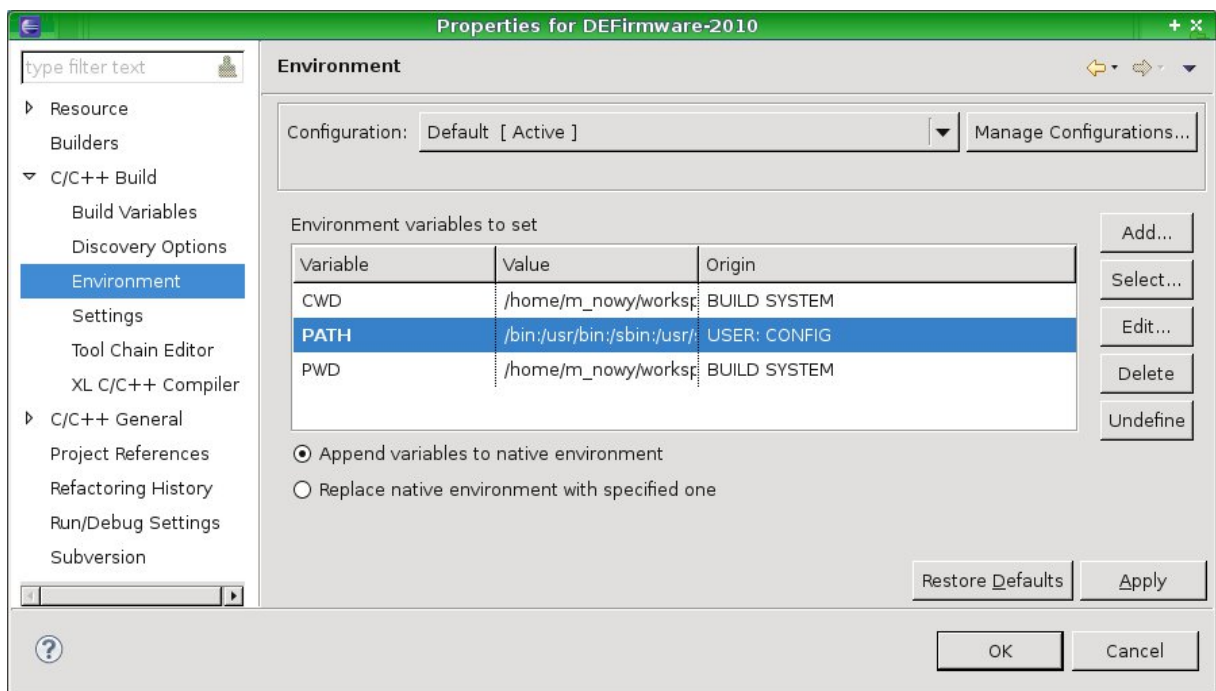 Properties for DEFirmware-2010
type filter text
Resource
Builders
C/C++ Build
Build Variables
Discovery Options
Environment
Settings
Tool Chain Editor
XL C/C++ Compiler
C/C++ General
Project References
Refactoring History
Run/Debug Settings
Subversion
Environment
Configuration: Default [ Active ] Manage Configurations...
Environment variables to set
Variable Value Origin
CWD /home/m_nowy/worksp BUILD SYSTEM
PATH /bin:/usr/bin:/sbin:/usr/ USER: CONFIG
PWD /home/m_nowy/worksp BUILD SYSTEM
Add...
Select...
Edit...
Delete
Undefine
Append variables to native environment
Replace native environment with specified one
Restore Defaults Apply
OK Cancel